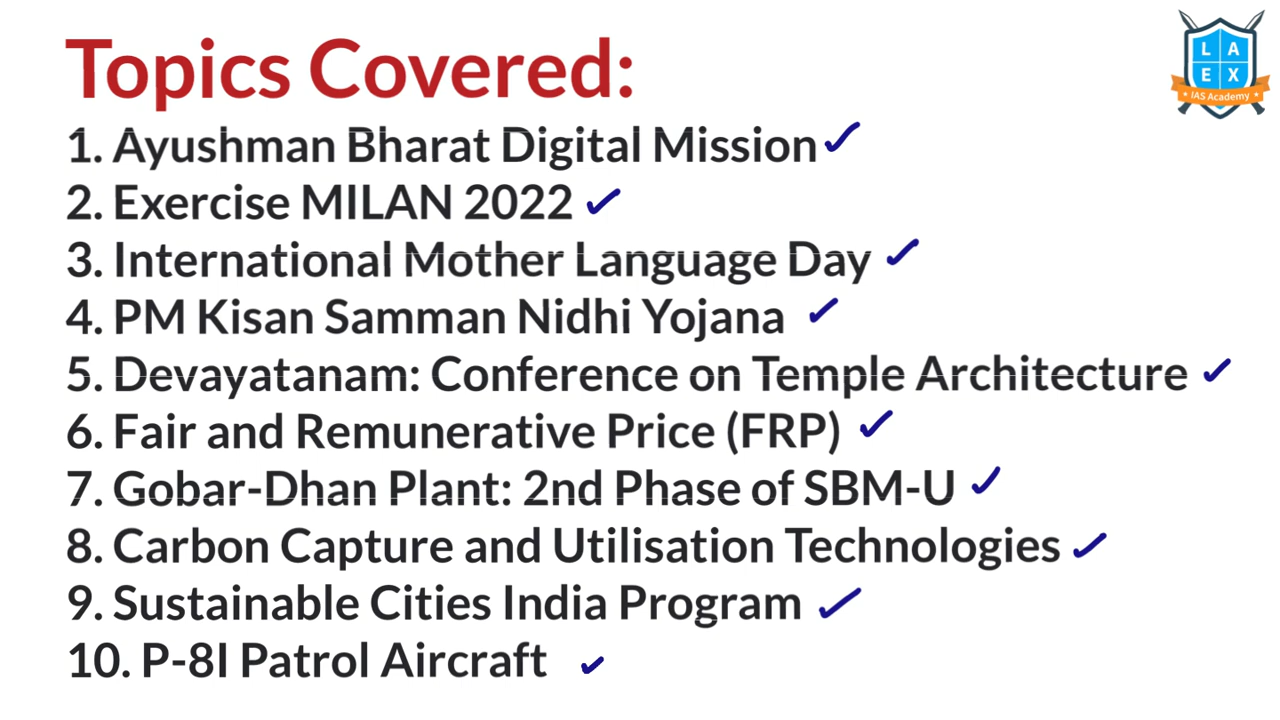 Topics Covered:
L A
E X
IAS Academy
1. Ayushman Bharat Digital Mission
2. Exercise MILAN 2022
3. International Mother Language Day
4. PM Kisan Samman Nidhi Yojana
5. Devayatanam: Conference on Temple Architecture
6. Fair and Remunerative Price (FRP)
7. Gobar-Dhan Plant: 2nd Phase of SBM-U
8. Carbon Capture and Utilisation Technologies
9. Sustainable Cities India Program
10. P-8I Patrol Aircraft